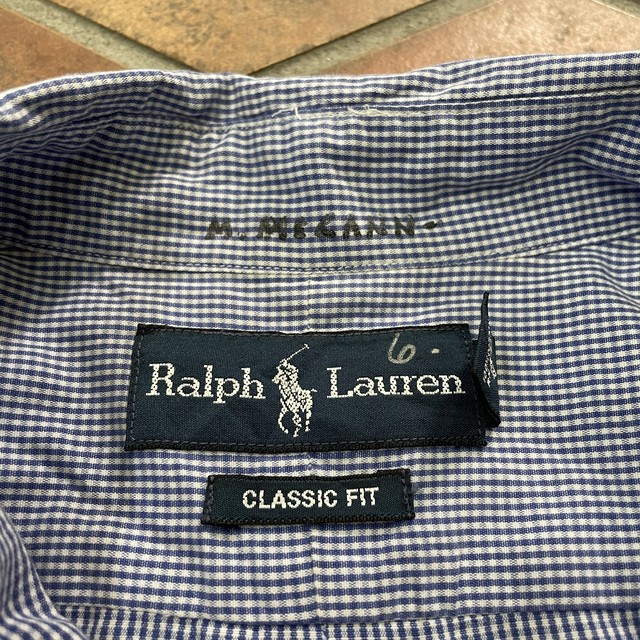 M. McCANN.
6.
Ralph Lauren
CLASSIC FIT